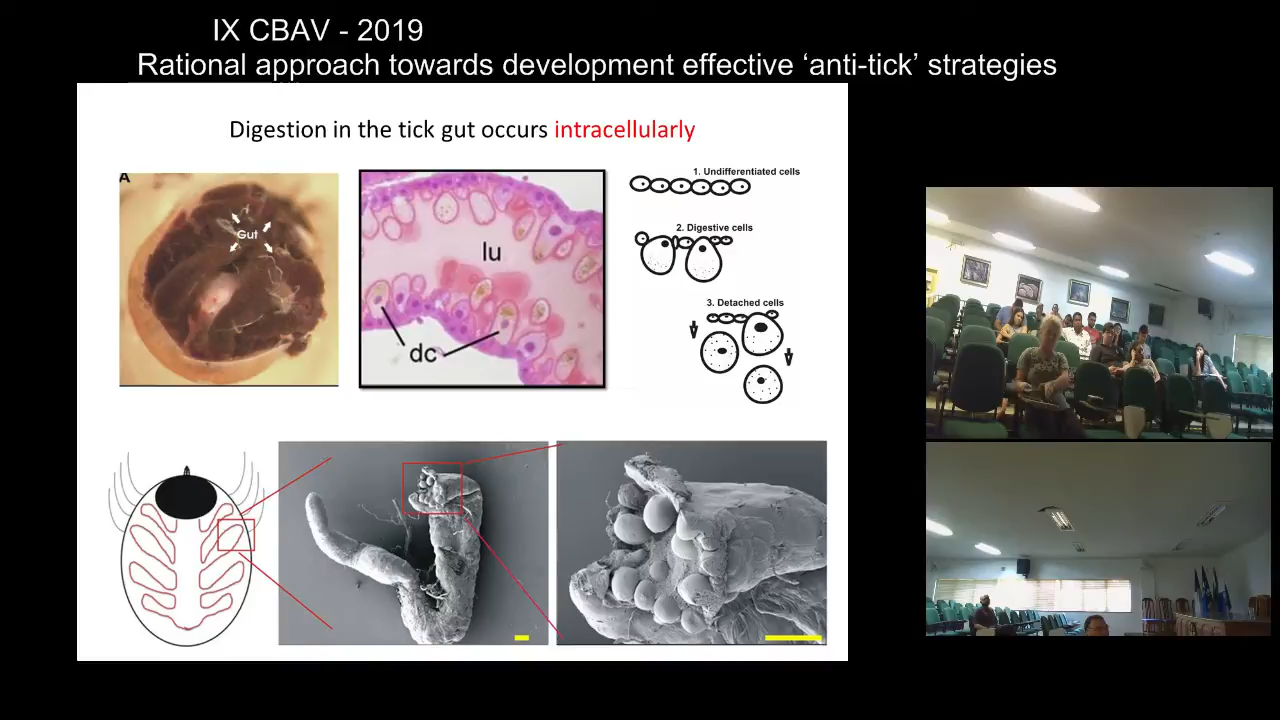 IX CBAV - 2019
Rational approach towards development effective ‘anti-tick’ strategies
Digestion in the tick gut occurs intracellularly
A
Gut
lu
dc
1. Undifferentiated cells
2. Digestive cells
3. Detached cells